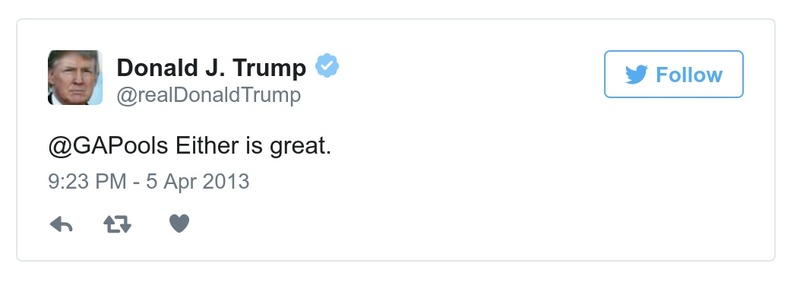 Donald J. Trump
@realDonaldTrump
Follow
@GAPools Either is great.
9:23 PM - 5 Apr 2013